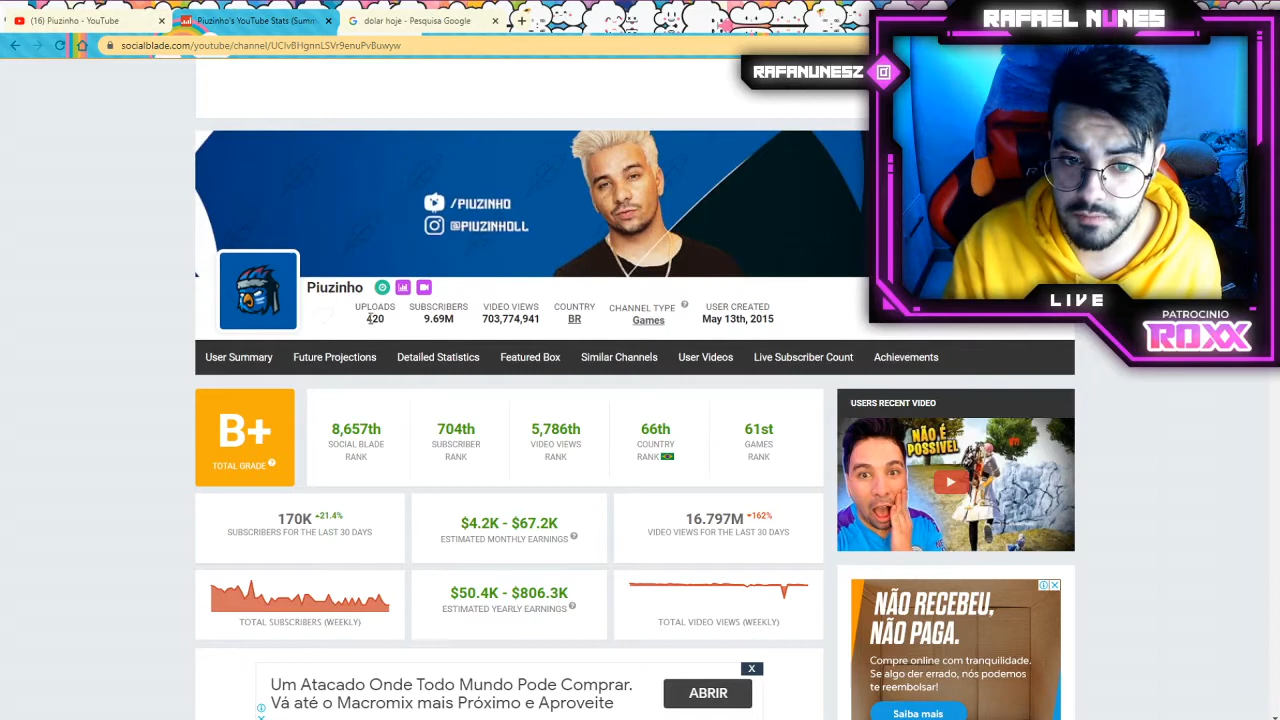 (16) Piuzinho - YouTube
Piuzinho's YouTube Stats (Summ
dolar hoje - Pesquisa Google
socialblade.com/youtube/channel/UClvBHgnnLSVr9enuPvBuwyw
RAFAEL NUNES
RAFANUNESZ
LIVE
PATROCINIO
ROXX
/PIUZINHO
@PIUZINHOLL
Piuzinho
UPLOADS
420
SUBSCRIBERS
9.69M
VIDEO VIEWS
703,774,941
COUNTRY
BR
CHANNEL TYPE
Games
USER CREATED
May 13th, 2015
User Summary
Future Projections
Detailed Statistics
Featured Box
Similar Channels
User Videos
Live Subscriber Count
Achievements
B+
TOTAL GRADE
8,657th
SOCIAL BLADE
RANK
704th
SUBSCRIBER
RANK
5,786th
VIDEO VIEWS
RANK
66th
COUNTRY
RANK
61st
GAMES
RANK
170K 21.4%
SUBSCRIBERS FOR THE LAST 30 DAYS
$4.2K - $67.2K
ESTIMATED MONTHLY EARNINGS
16.797M 162%
VIDEO VIEWS FOR THE LAST 30 DAYS
TOTAL SUBSCRIBERS (WEEKLY)
$50.4K - $806.3K
ESTIMATED YEARLY EARNINGS
TOTAL VIDEO VIEWS (WEEKLY)
USERS RECENT VIDEO
NÃO É
POSSÍVEL
NÃO RECEBEU,
NÃO PAGA.
Compre online com tranquilidade.
Se algo der errado, nós podemos
te reembolsar!
Saiba mais
Um Atacado Onde Todo Mundo Pode Comprar.
Vá até o Macromix mais Próximo e Aproveite
X
ABRIR